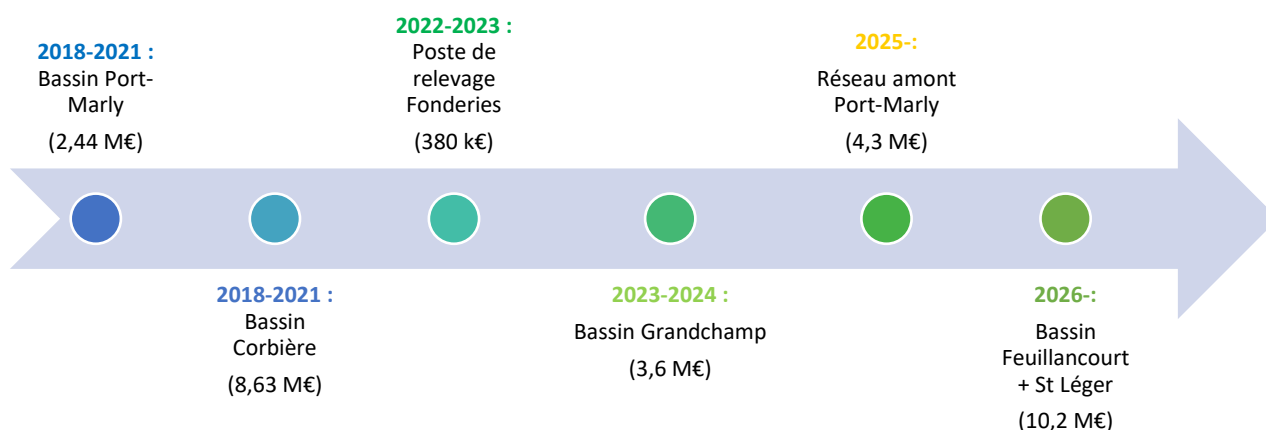 2018-2021 :
Bassin Port-
Marly
(2,44 M€)
2018-2021 :
Bassin
Corbière
(8,63 M€)
2022-2023 :
Poste de
relevage
Fonderies
(380 k€)
2023-2024 :
Bassin Grandchamp
(3,6 M€)
2025-:
Réseau amont
Port-Marly
(4,3 M€)
2026-:
Bassin
Feuillancourt
+ St Léger
(10,2 M€)